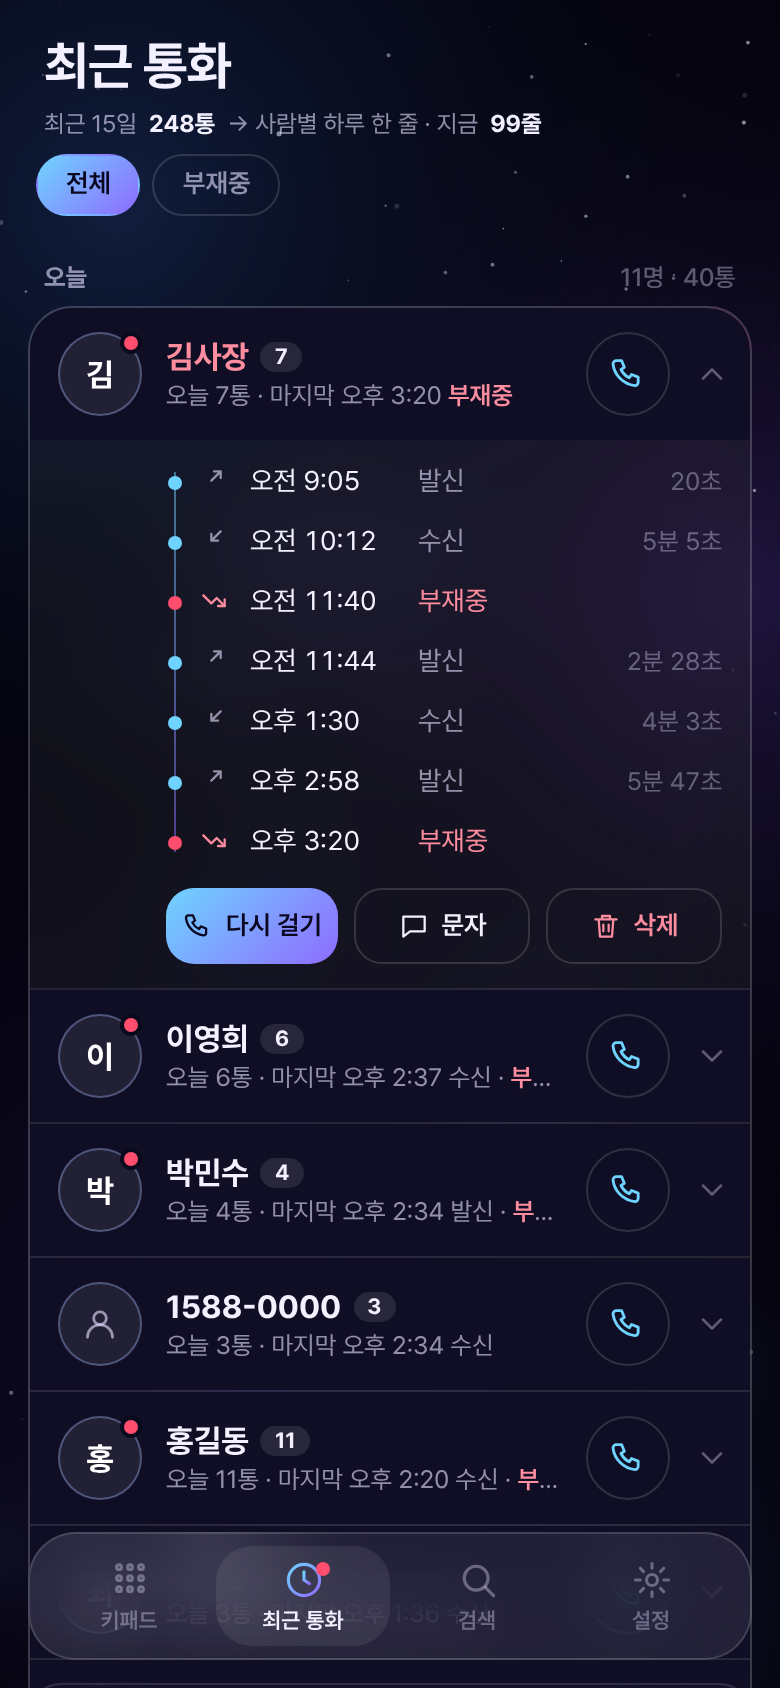 최근 통화
최근 15일 248통 → 사람별 하루 한 줄 · 지금 99줄
전체 부재중
오늘 11명 · 40통
김 김사장 7
오늘 7통 · 마지막 오후 3:20 부재중
오전 9:05 발신 20초
오전 10:12 수신 5분 5초
오전 11:40 부재중
오전 11:44 발신 2분 28초
오후 1:30 수신 4분 3초
오후 2:58 발신 5분 47초
오후 3:20 부재중
다시 걸기 문자 삭제
이 이영희 6
오늘 6통 · 마지막 오후 2:37 수신 · 부...
박 박민수 4
오늘 4통 · 마지막 오후 2:34 발신 · 부...
1588-0000 3
오늘 3통 · 마지막 오후 2:34 수신
홍 홍길동 11
오늘 11통 · 마지막 오후 2:20 수신 · 부...
오늘 3통 1:36
키패드 최근 통화 검색 설정